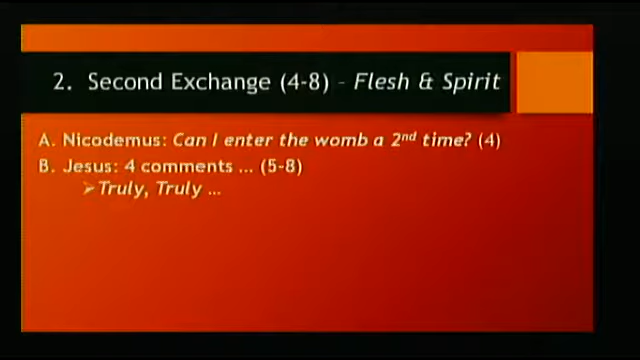 2. Second Exchange (4-8) – Flesh & Spirit
A. Nicodemus: Can I enter the womb a 2nd time? (4)
B. Jesus: 4 comments ... (5-8)
➢Truly, Truly ...